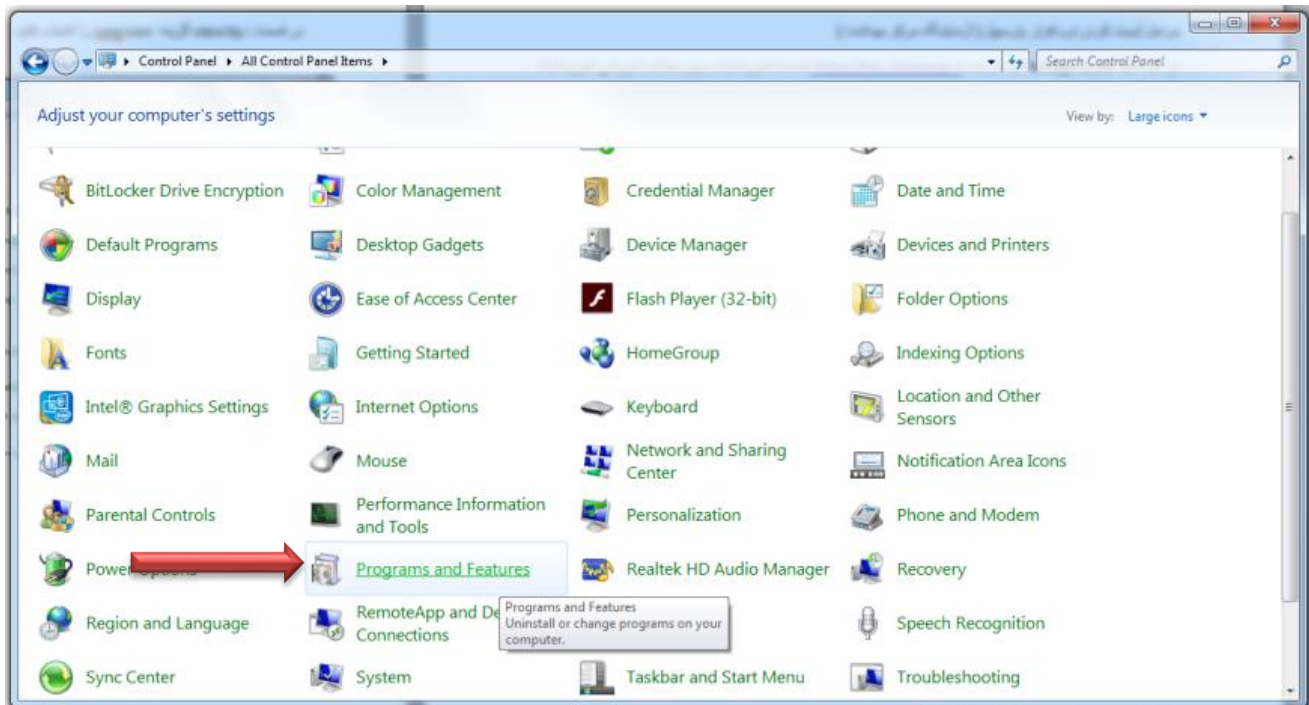 Control Panel ▸ All Control Panel Items ▸
Search Control Panel
Adjust your computer's settings
View by: Large icons
BitLocker Drive Encryption
Color Management
Credential Manager
Date and Time
Default Programs
Desktop Gadgets
Device Manager
Devices and Printers
Display
Ease of Access Center
Flash Player (32-bit)
Folder Options
Fonts
Getting Started
HomeGroup
Indexing Options
Intel® Graphics Settings
Internet Options
Keyboard
Location and Other
Sensors
Mail
Mouse
Network and Sharing
Center
Notification Area Icons
Parental Controls
Performance Information
and Tools
Personalization
Phone and Modem
Power Options
Programs and Features
Realtek HD Audio Manager
Recovery
Region and Language
RemoteApp and De
Connections
Programs and Features
Uninstall or change programs on your
computer.
Speech Recognition
Sync Center
System
Taskbar and Start Menu
Troubleshooting